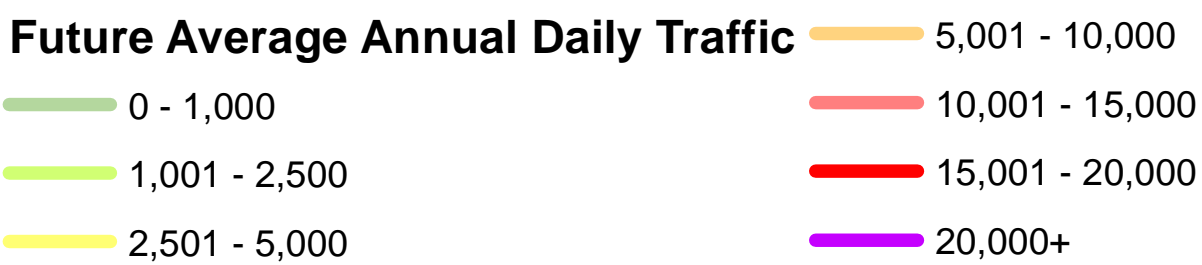 Future Average Annual Daily Traffic
0 - 1,000
1,001 - 2,500
2,501 - 5,000
5,001 - 10,000
10,001 - 15,000
15,001 - 20,000
20,000+